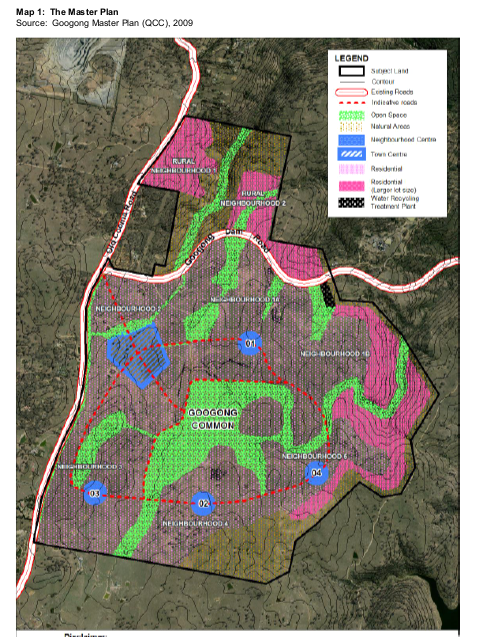 Map 1: The Master Plan
Source: Googong Master Plan (QCC), 2009
LEGEND
Subject Land
Contour
Existing Roads
Indicative roads
Open Space
Natural Areas
Neighbourhood Centre
Town Centre
Residential
Residential
(Larger lot size)
Water Recycling
Treatment Plant
RURAL
NEIGHBOURHOOD 1
RURAL
NEIGHBOURHOOD 2
Old Cooma Road
Googong Dam Road
NEIGHBOURHOOD 2
NEIGHBOURHOOD 1A
01
NEIGHBOURHOOD 1B
GOOGONG
COMMON
NEIGHBOURHOOD 3
NEIGHBOURHOOD 5
04
03
02
NEIGHBOURHOOD 4